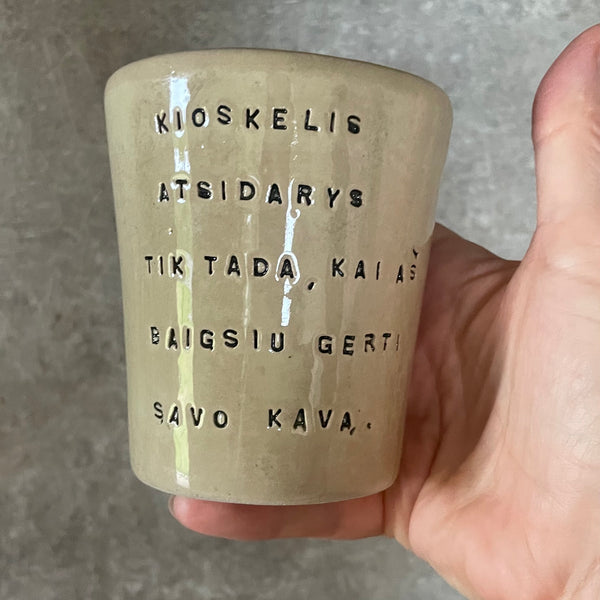 KIOSKELIS
ATSIDARYS
TIK TADA, KAI AŠ
BAIGSIU GERTI
SAVO KAVĄ.